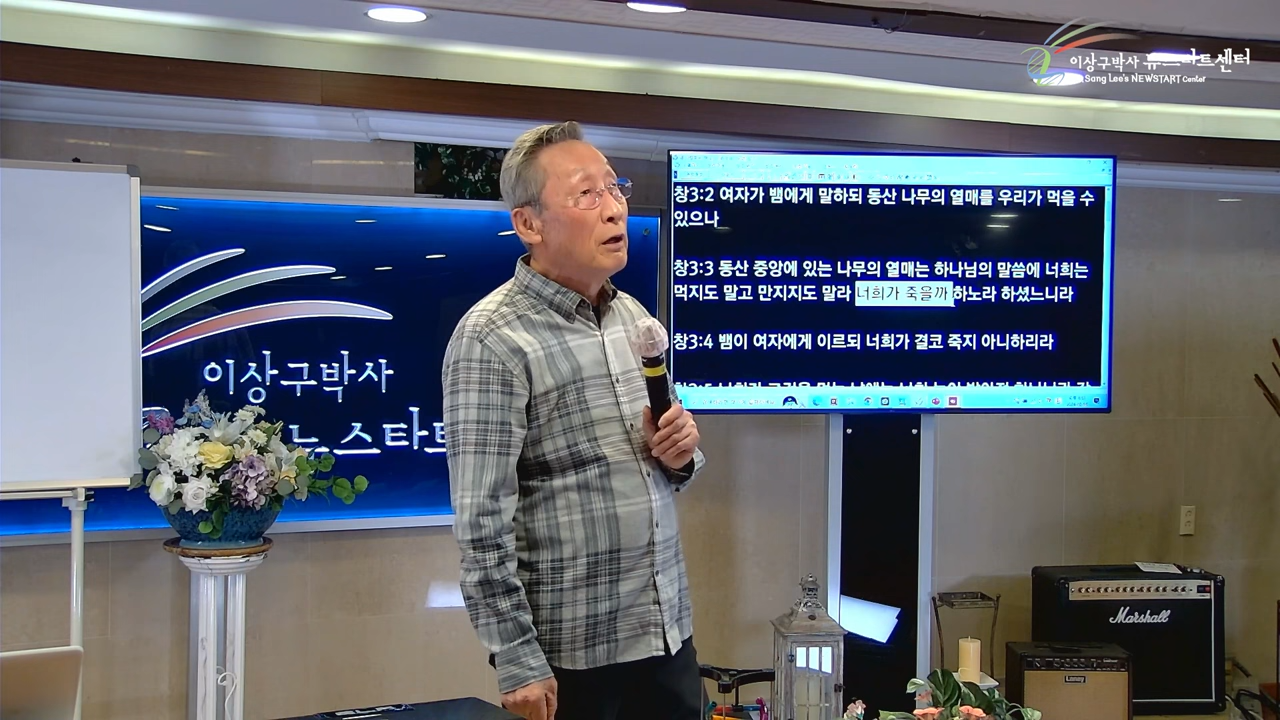 이상구박사 뉴스타트센터
Sang Lee's NEWSTART Center
창3:2 여자가 뱀에게 말하되 동산 나무의 열매를 우리가 먹을 수
있으나
창3:3 동산 중앙에 있는 나무의 열매는 하나님의 말씀에 너희는
먹지도 말고 만지지도 말라 너희가 죽을까 하노라 하셨느니라
창3:4 뱀이 여자에게 이르되 너희가 결코 죽지 아니하리라
이상구박사
뉴스타트
Marshall
Laney